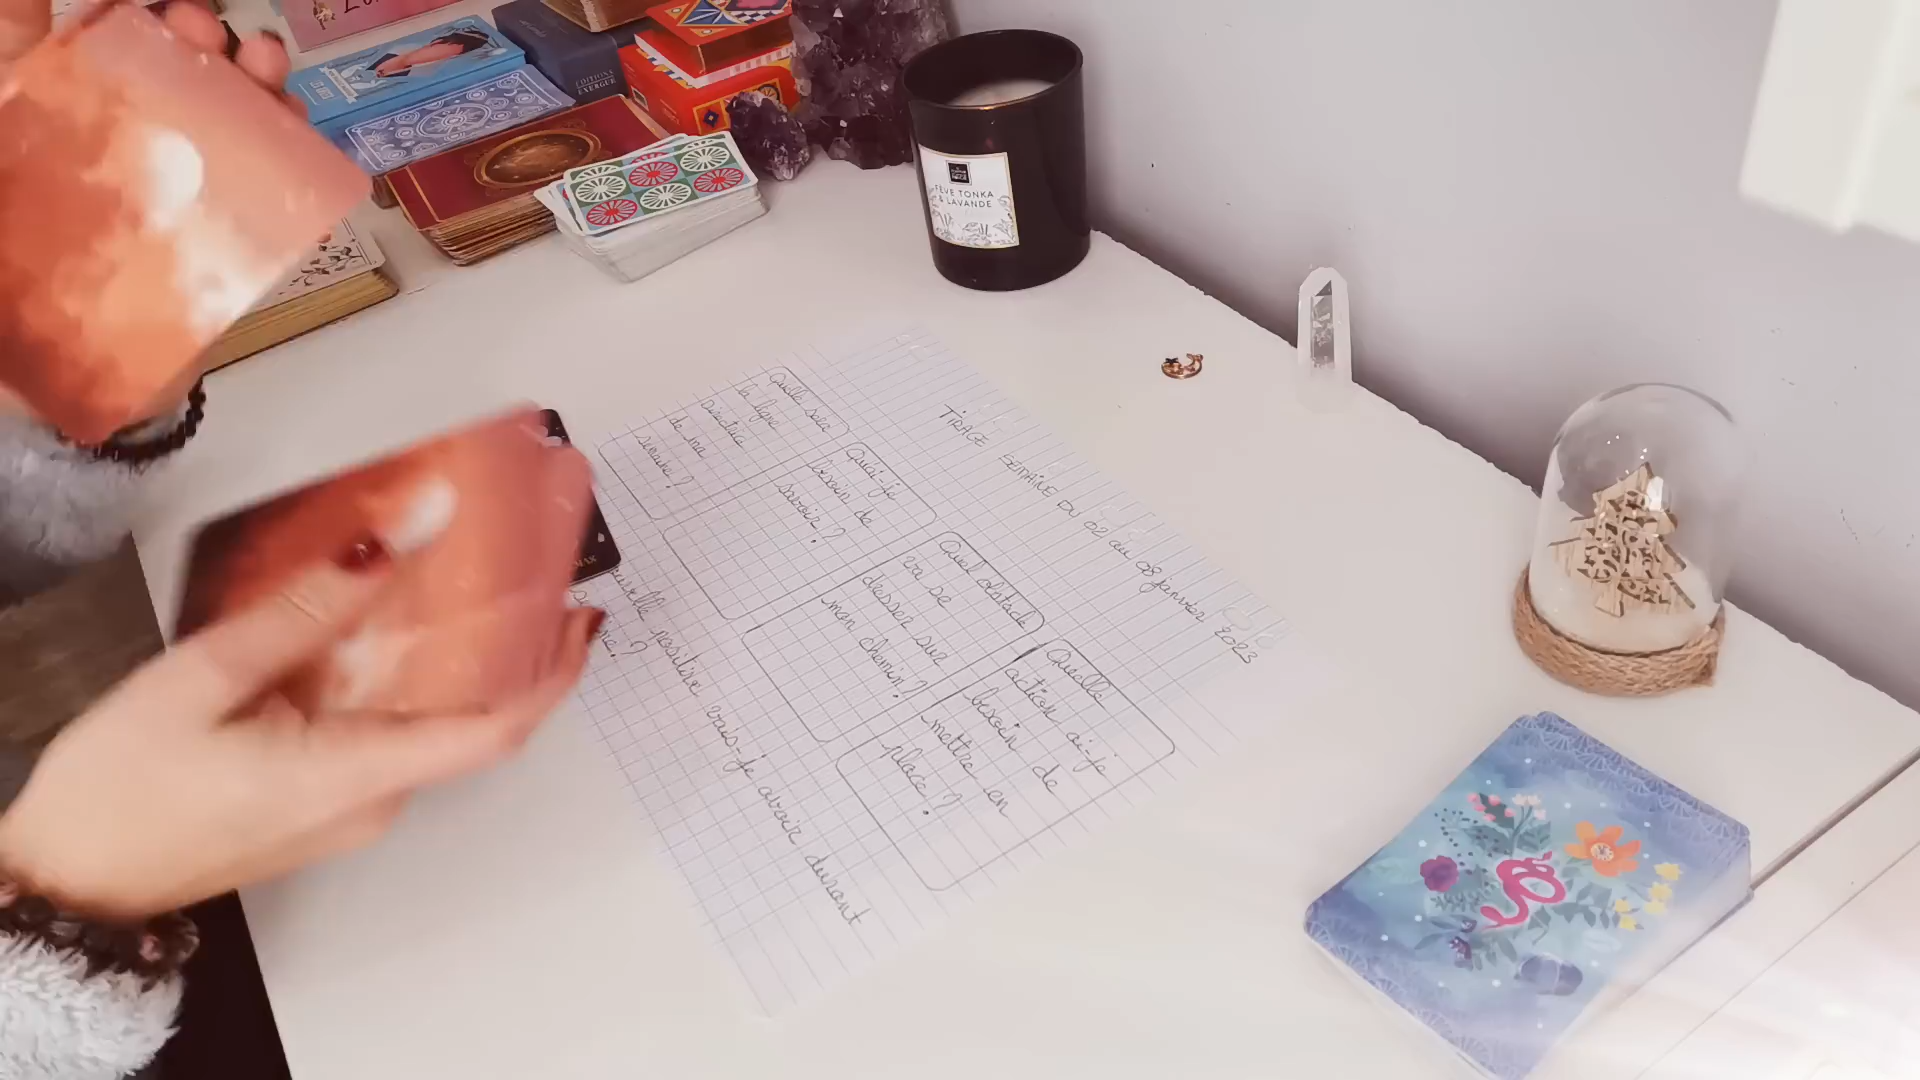 TIRAGE SEMAINE DU 02 au 08 janvier 2023
Quelle sera
la ligne
Directrice
de ma
semaine?
Qu'ai-je
besoin de
savoir?
Quel obstacle
va se
dresser sur
mon chemin?
Quelle
action ai-je
besoin de
mettre en
place?
positive vais-je avoir durant
FÈVE TONKA
& LAVANDE
EDITIONS
EXERGUE